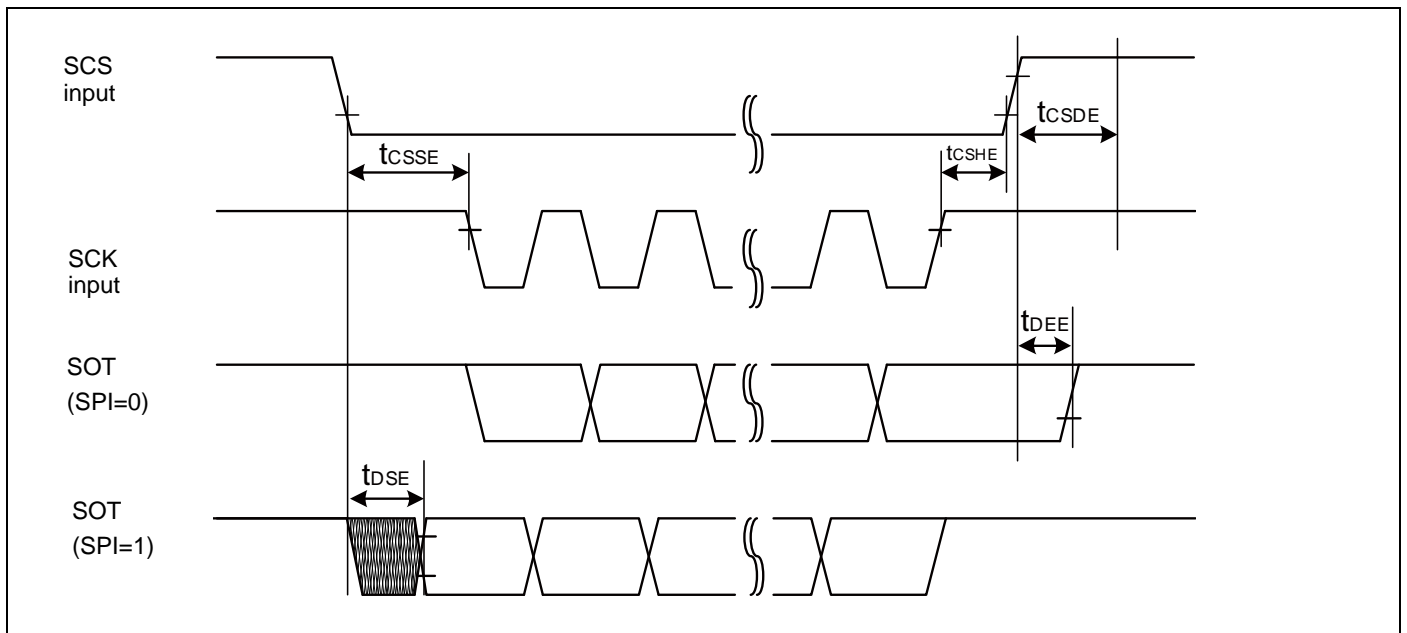 SCS
input
tCSDE
tCSSE
tCSHE
SCK
input
tDEE
SOT
(SPI=0)
tDSE
SOT
(SPI=1)